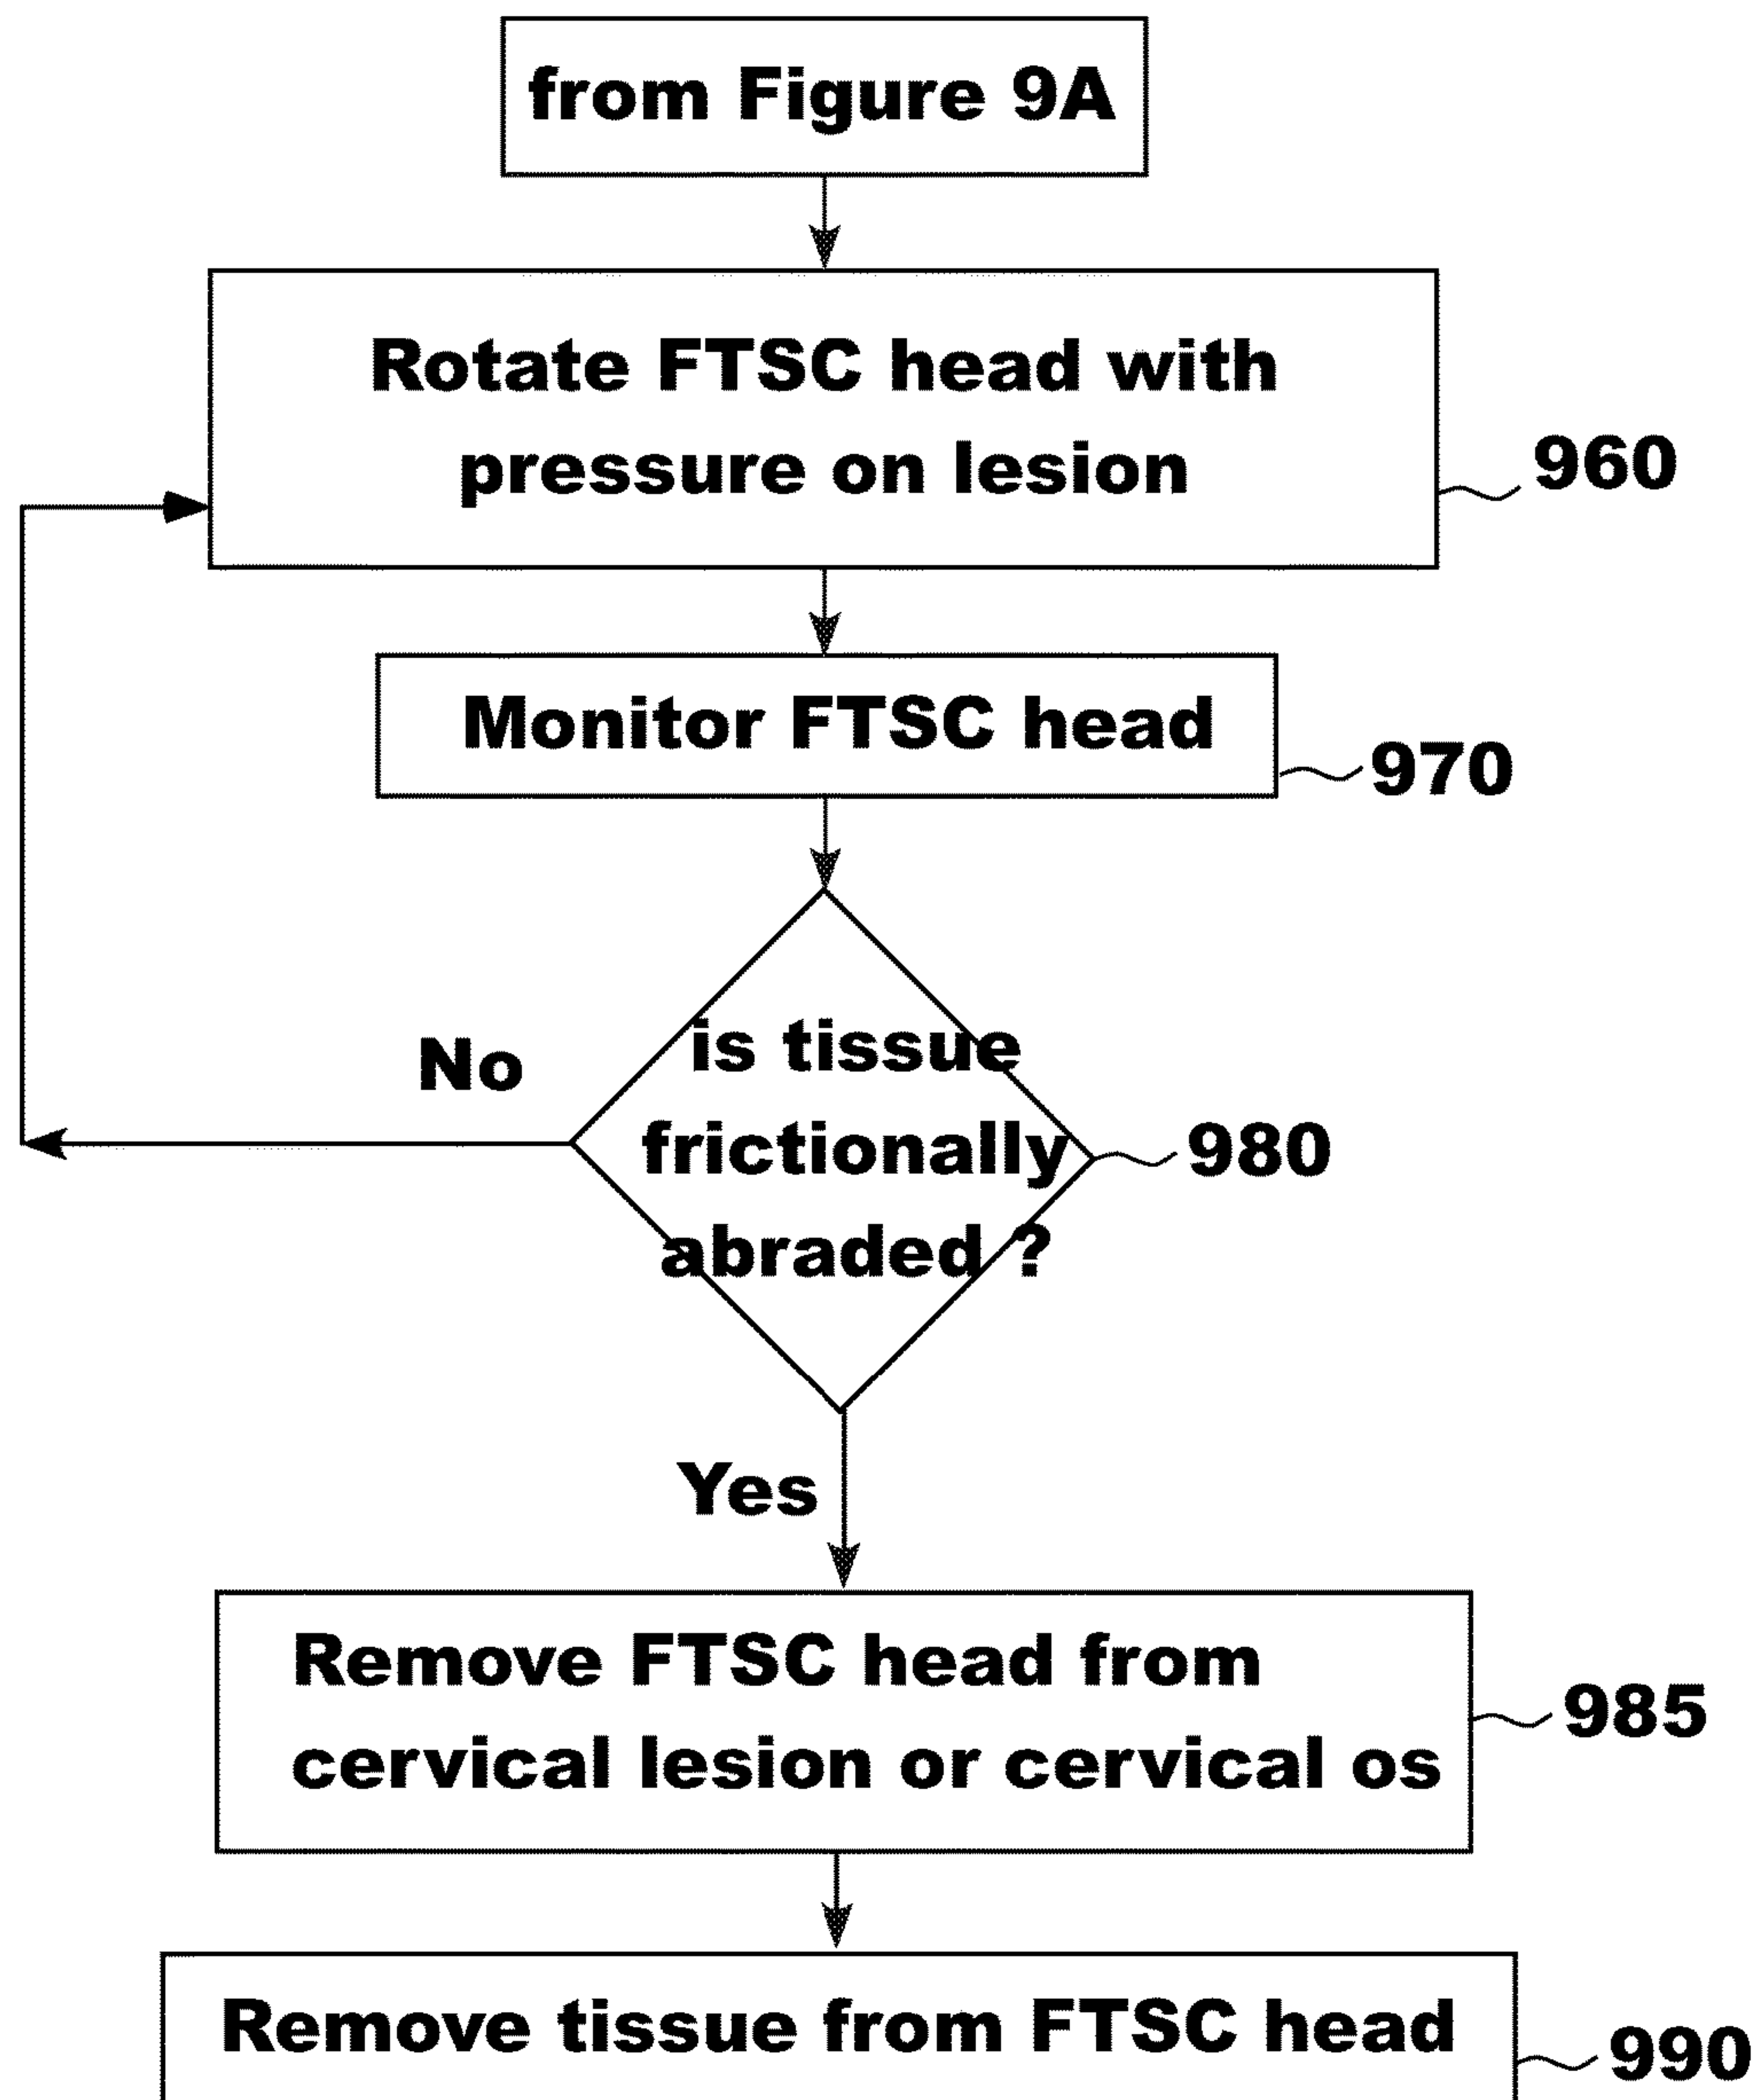 from Figure 9A
Rotate FTSC head with
pressure on lesion
960
Monitor FTSC head
970
is tissue
frictionally
abraded ?
980
No
Yes
Remove FTSC head from
cervical lesion or cervical os
985
Remove tissue from FTSC head
990